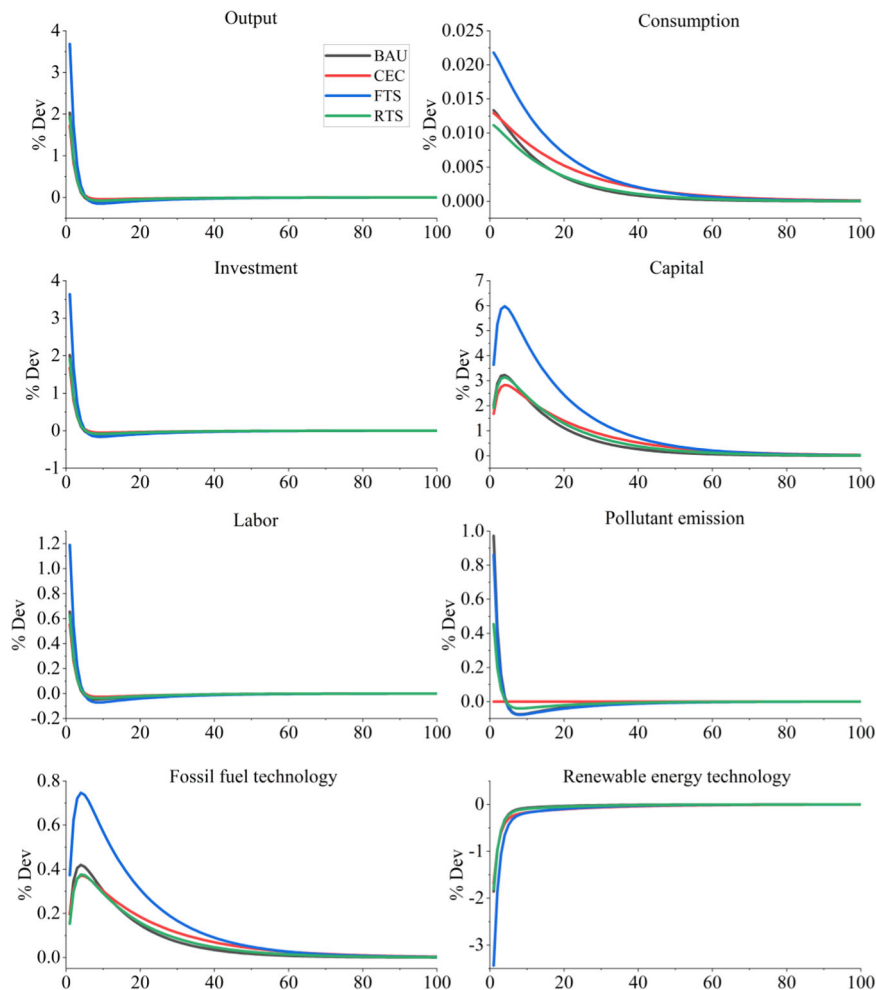 Output
Consumption
% Dev
4
3
2
1
0
0 20 40 60 80 100
BAU
CEC
FTS
RTS
% Dev
0.025
0.020
0.015
0.010
0.005
0.000
0 20 40 60 80 100
Investment
Capital
% Dev
4
3
2
1
0
-1
0 20 40 60 80 100
% Dev
7
6
5
4
3
2
1
0
0 20 40 60 80 100
Labor
Pollutant emission
% Dev
1.2
1.0
0.8
0.6
0.4
0.2
0.0
-0.2
0 20 40 60 80 100
% Dev
1.0
0.8
0.6
0.4
0.2
0.0
0 20 40 60 80 100
Fossil fuel technology
Renewable energy technology
% Dev
0.8
0.6
0.4
0.2
0.0
0 20 40 60 80 100
% Dev
0
-1
-2
-3
0 20 40 60 80 100